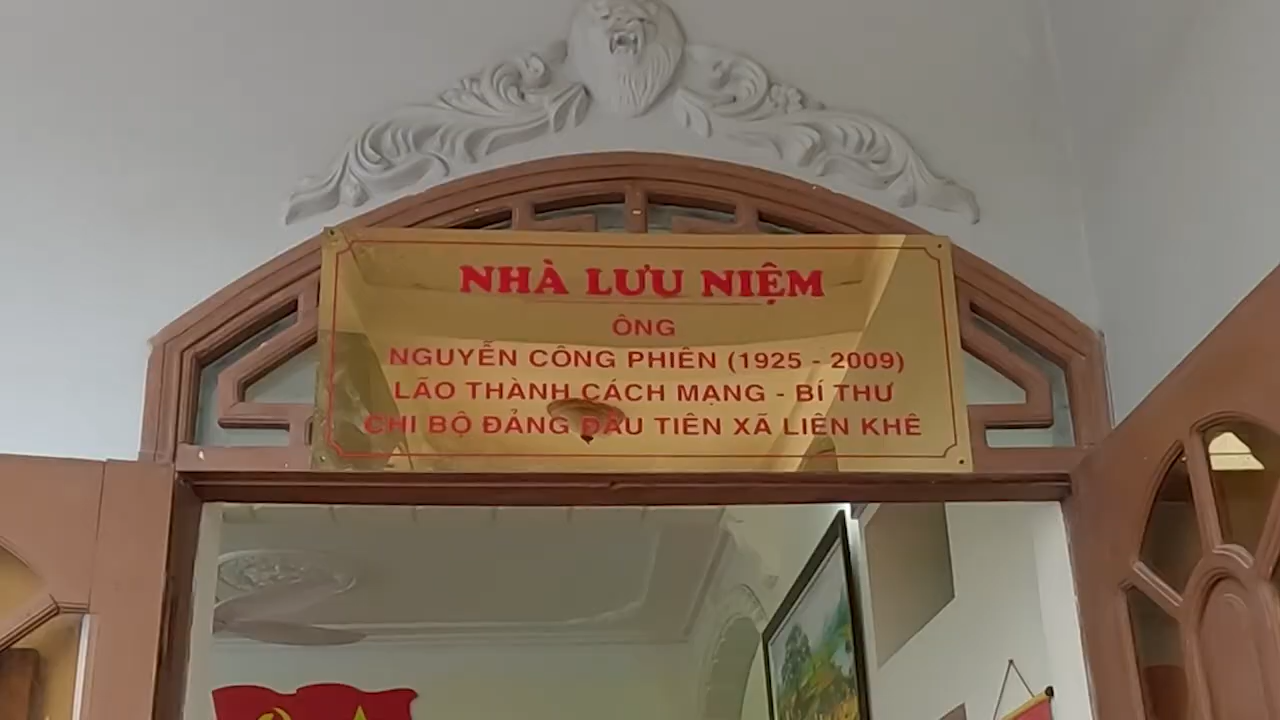 NHÀ LƯU NIỆM
ÔNG
NGUYỄN CÔNG PHIÊN (1925 - 2009)
LÃO THÀNH CÁCH MẠNG - BÍ THƯ
CHI BỘ ĐẢNG ĐẦU TIÊN XÃ LIÊN KHÊ